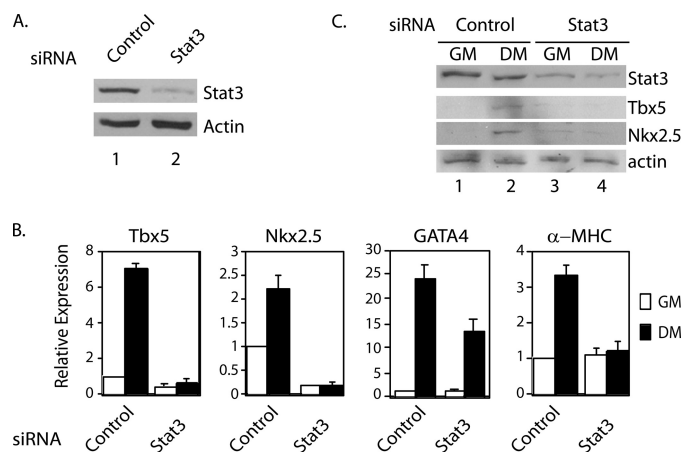 A.
siRNA Control Stat3
Stat3
Actin
1 2
C.
siRNA Control Stat3
GM DM GM DM
Stat3
Tbx5
Nkx2.5
actin
1 2 3 4
B.
Tbx5 Nkx2.5 GATA4 α−MHC
Relative Expression
8 6 4 2 0
3 2.5 2 1.5 1 0.5 0
30 25 20 15 10 5 0
4 3 2 1 0
GM
DM
siRNA Control Stat3 Control Stat3 Control Stat3 Control Stat3